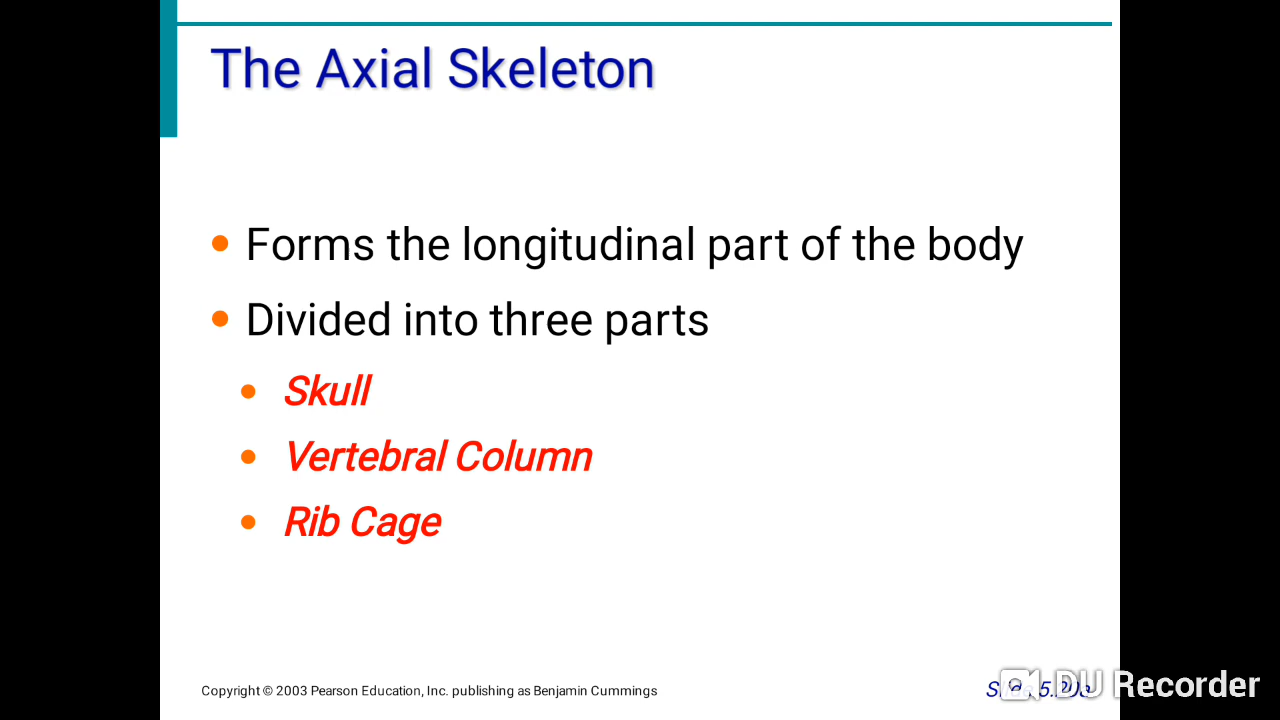 The Axial Skeleton
Forms the longitudinal part of the body
Divided into three parts
Skull
Vertebral Column
Rib Cage
Copyright © 2003 Pearson Education, Inc. publishing as Benjamin Cummings
DU Recorder